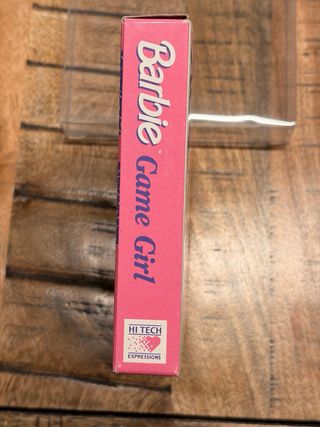 Barbie Game Girl
HI TECH
EXPRESSIONS